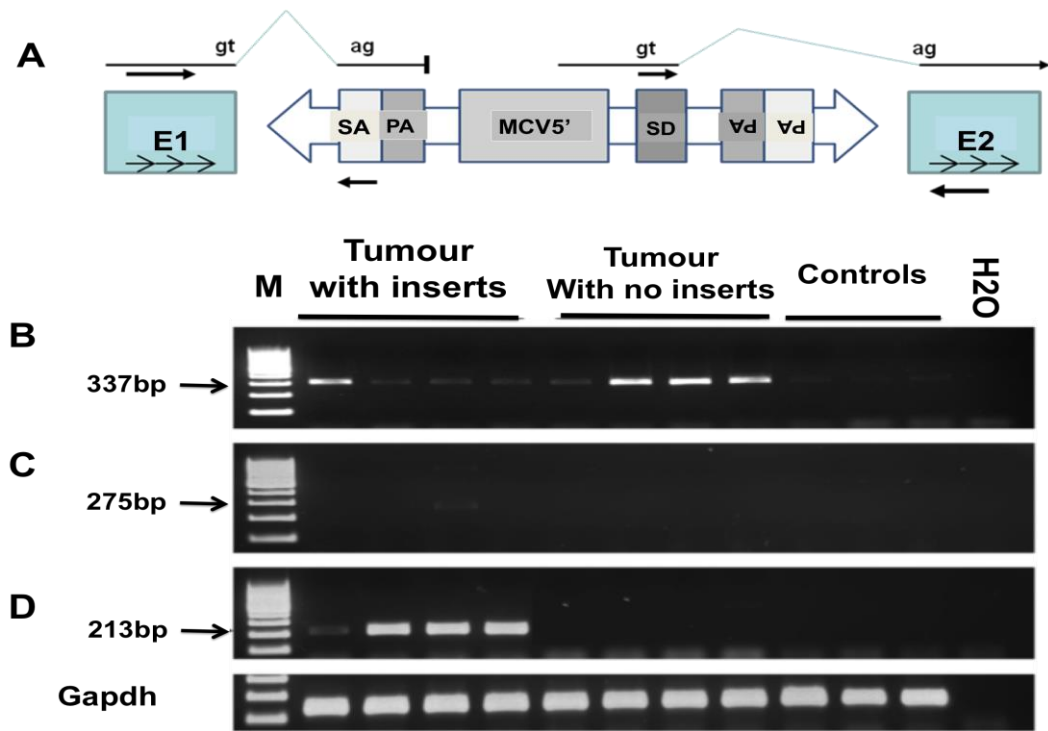 A
gt ag gt ag
E1 SA PA MCV5' SD PA PA E2
Tumour
with inserts
Tumour
With no inserts
Controls
H2O
M
B
337bp
C
275bp
D
213bp
Gapdh